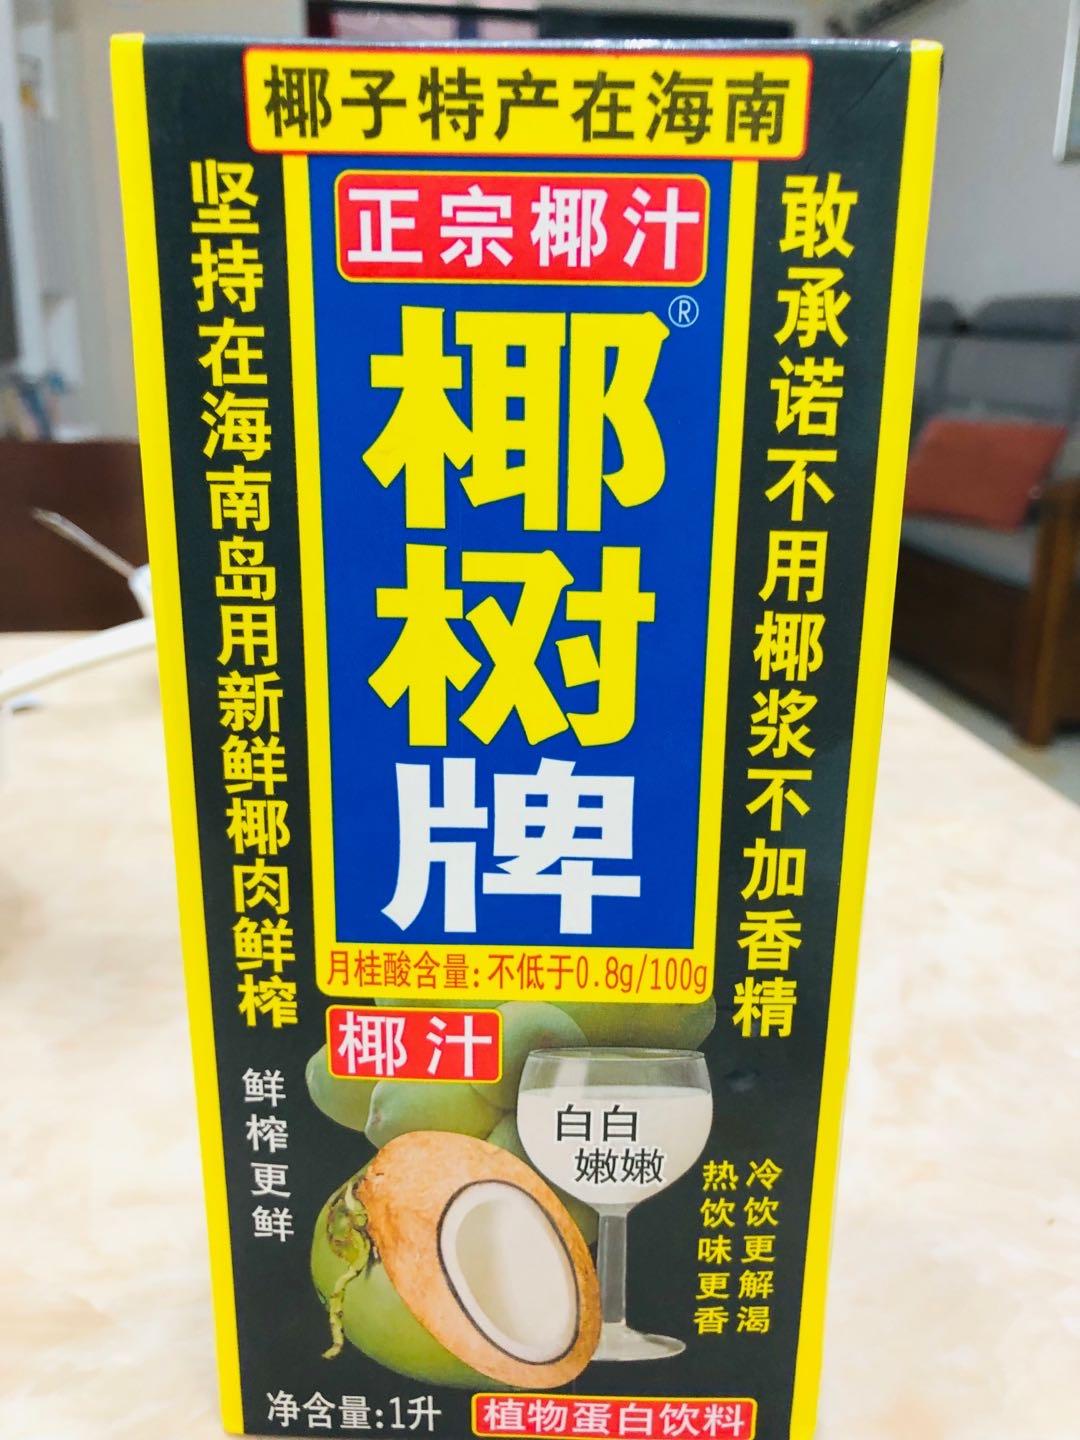 椰子特产在海南
坚持在海南岛用新鲜椰肉鲜榨
正宗椰汁
椰树牌®
敢承诺不用椰浆不加香精
月桂酸含量:不低于0.8g/100g
椰汁
鲜榨更鲜
白白
嫩嫩
冷饮更解渴
热饮味更香
净含量:1升
植物蛋白饮料